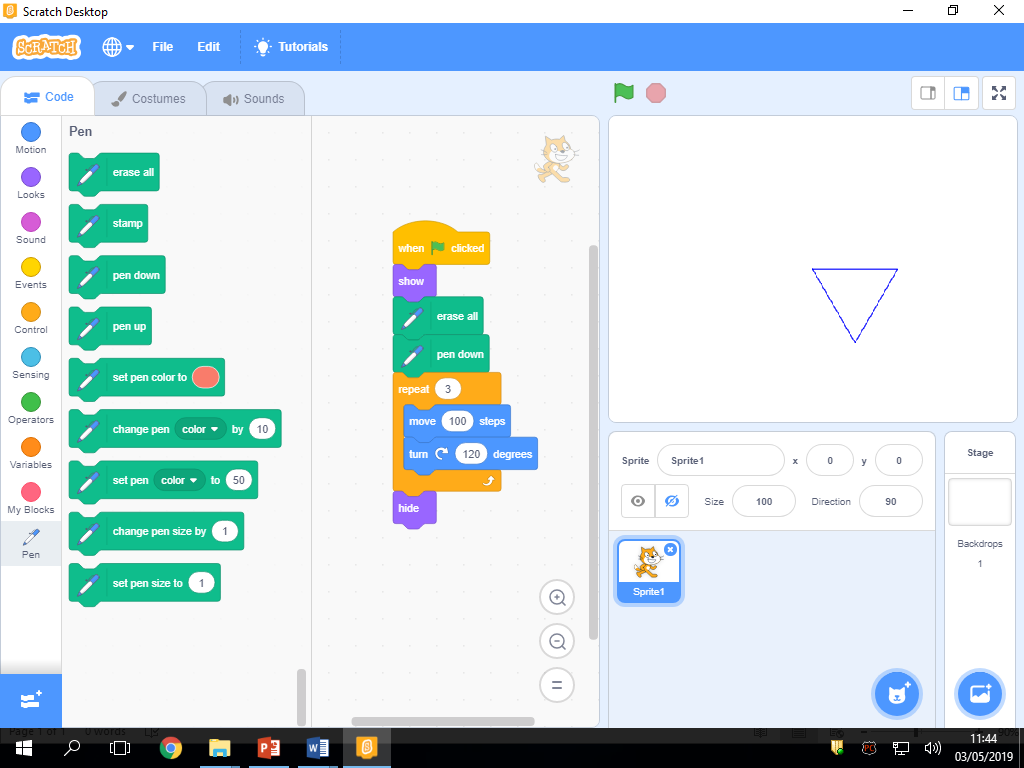 Scratch Desktop
SCRATCH File Edit Tutorials
Code Costumes Sounds
Motion
Looks
Sound
Events
Control
Sensing
Operators
Variables
My Blocks
Pen
Pen
erase all
stamp
pen down
pen up
set pen color to
change pen color by 10
set pen color to 50
change pen size by 1
set pen size to 1
when clicked
show
erase all
pen down
repeat 3
move 100 steps
turn 120 degrees
hide
Sprite Sprite1 x 0 y 0
Size 100 Direction 90
Sprite1
Stage
Backdrops
1
Page 1 of 1 0 words
90%
11:44
03/05/2019